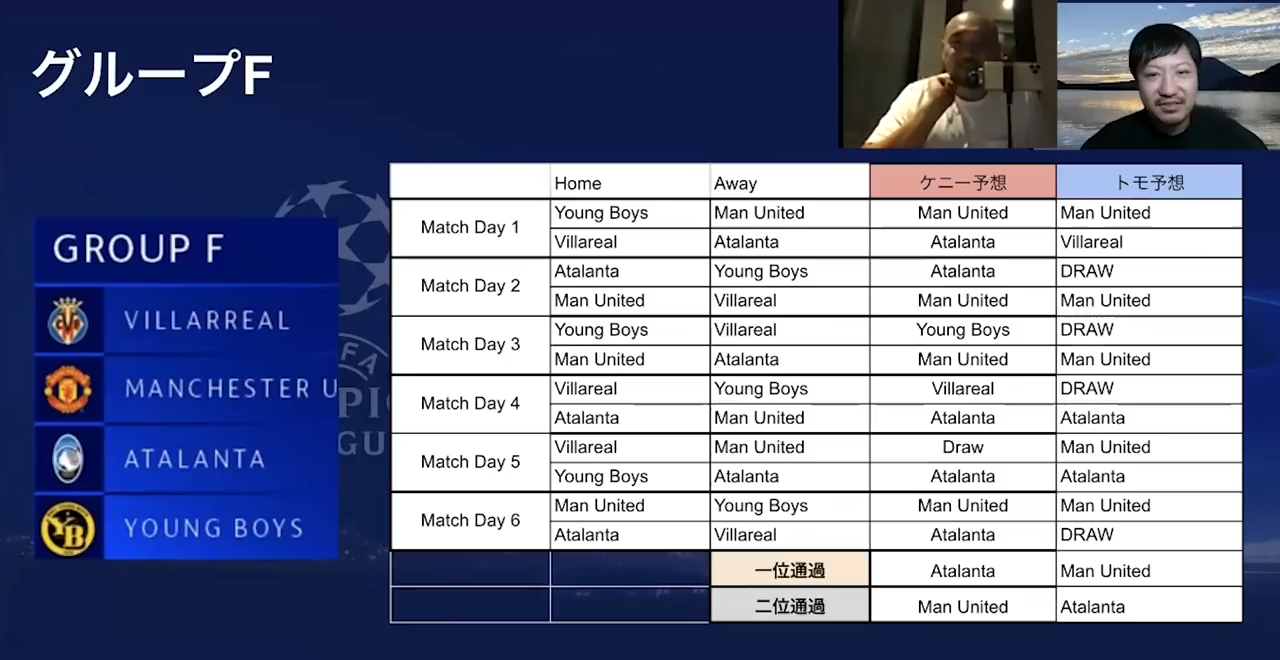 グループF
GROUP F
VILLARREAL
MANCHESTER U
ATALANTA
YOUNG BOYS
Home Away ケニー予想 トモ予想
Match Day 1
Young Boys Man United Man United Man United
Villareal Atalanta Atalanta Villareal
Match Day 2
Atalanta Young Boys Atalanta DRAW
Man United Villareal Man United Man United
Match Day 3
Young Boys Villareal Young Boys DRAW
Man United Atalanta Man United Man United
Match Day 4
Villareal Young Boys Villareal DRAW
Atalanta Man United Atalanta Atalanta
Match Day 5
Villareal Man United Draw Man United
Young Boys Atalanta Atalanta Atalanta
Match Day 6
Man United Young Boys Man United Man United
Atalanta Villareal Atalanta DRAW
一位通過 Atalanta Man United
二位通過 Man United Atalanta